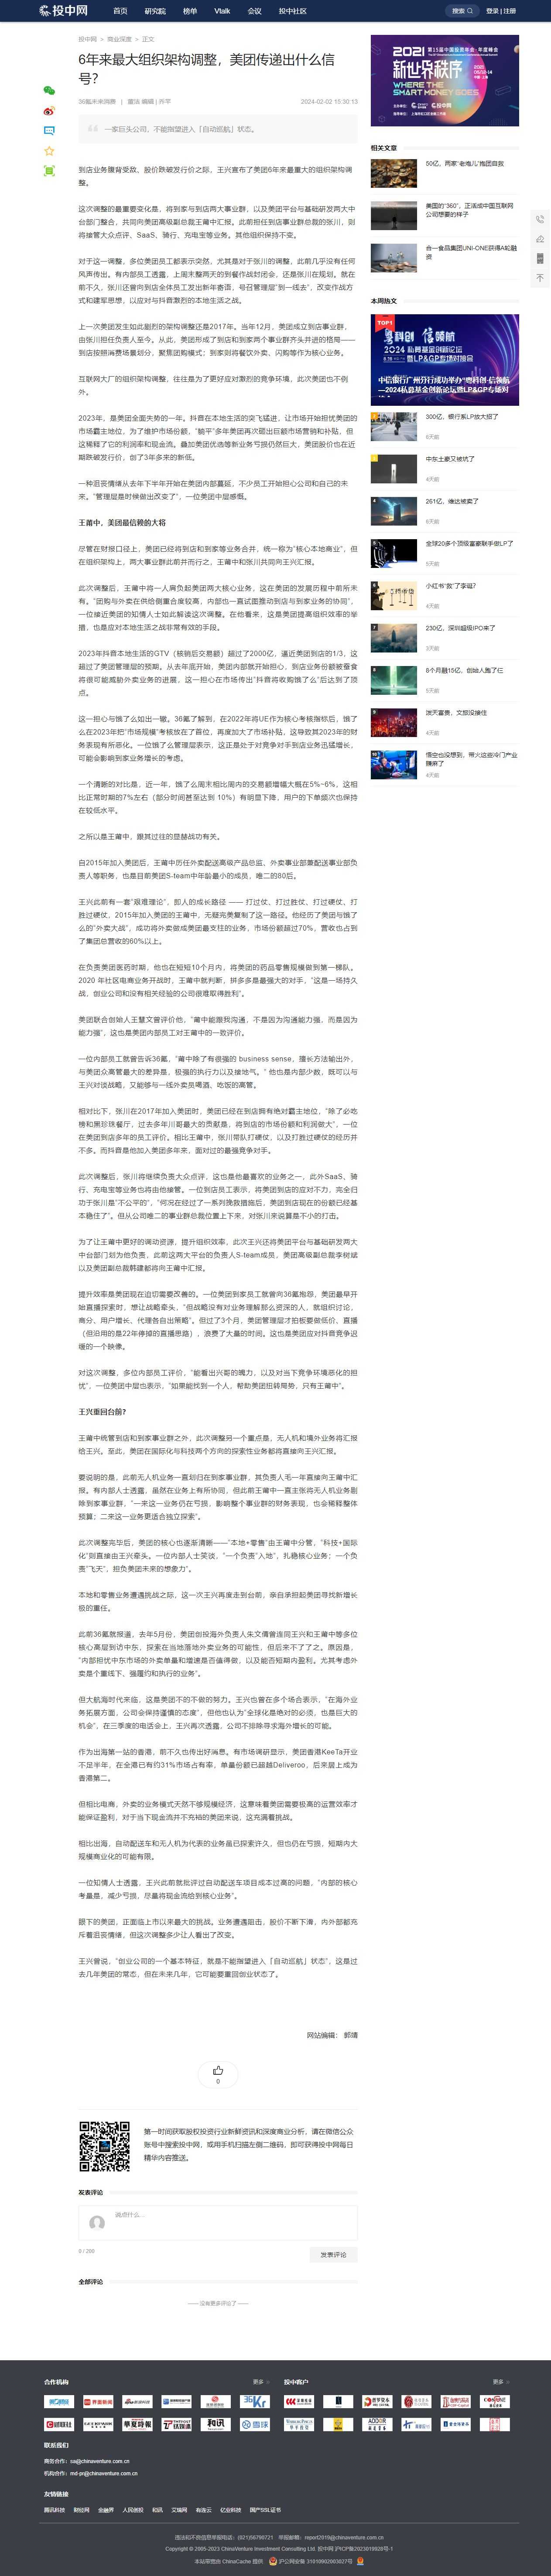 投中网
首页
研究院
榜单
Vtalk
会议
投中社区
搜索
登录 | 注册
投中网 > 商业深度 > 正文
6年来最大组织架构调整，美团传递出什么信
号？
36氪未来消费 | 董洁 编辑 | 乔芊
2024-02-02 15:30:13
一家巨头公司，不能指望进入「自动巡航」状态。
到店业务腹背受敌、股价跌破发行价之际，王兴宣布了美团6年来最重大的组织架构调
整。
这次调整的最重要变化是，将到家与到店两大事业群，以及美团平台与基础研发两大中
台部门整合，共同向美团高级副总裁王莆中汇报。此前担任到店事业群总裁的张川，则
将接管大众点评、SaaS、骑行、充电宝等业务。其他组织保持不变。
对于这一调整，多位美团员工都表示突然，尤其是对于张川的调整，此前几乎没有任何
风声传出。有内部员工透露，上周末整两天的到餐作战封闭会，还是张川在规划。就在
前不久，张川还曾向到店全体员工发出新年寄语，号召管理层“到一线去”，改变作战方
式和建军思想，以应对与抖音激烈的本地生活之战。
上一次美团发生如此剧烈的架构调整还是2017年。当年12月，美团成立到店事业群，
由张川担任负责人至今。从此，美团形成了到店和到家两个事业群齐头并进的格局——
到店按照消费场景划分，聚焦团购模式；到家则将餐饮外卖、闪购等作为核心业务。
互联网大厂的组织架构调整，往往是为了更好应对激烈的竞争环境，此次美团也不例
外。
2023年，是美团全面失势的一年。抖音在本地生活的突飞猛进，让市场开始担忧美团的
市场霸主地位。为了维护市场份额，“躺平”多年美团再次砸出巨额市场营销和补贴，但
这稀释了它的利润率和现金流。叠加美团优选等新业务亏损仍然巨大，美团股价也在近
期跌破发行价，创了3年多来的新低。
一种沮丧情绪从去年下半年开始在美团内部蔓延，不少员工开始担心公司和自己的未
来。“管理层是时候做出改变了”，一位美团中层感慨。
王莆中，美团最信赖的大将
尽管在财报口径上，美团已经将到店和到家等业务合并，统一称为“核心本地商业”，但
在组织架构上，两大事业群此前并而行之，王莆中和张川共同向王兴汇报。
此次调整后，王莆中将一人肩负起美团两大核心业务，这在美团的发展历程中前所未
有。“团购与外卖在供给侧重合度较高，内部也一直试图推动到店与到家业务的协同”，
一位接近美团的知情人士如此解读这次调整。在他看来，这是美团提高组织效率的举
措，也是应对本地生活之战非常有效的手段。
2023年抖音本地生活的GTV（核销后交易额）超过了2000亿，逼近美团到店的1/3，这
超过了美团管理层的预期。从去年底开始，美团内部就开始担心，到店业务份额被蚕食
将很可能威胁外卖业务的进展，这一担心在市场传出“抖音将收购饿了么”后达到了顶
点。
这一担心与饿了么如出一辙。36氪了解到，在2022年将UE作为核心考核指标后，饿了
么在2023年把“市场规模”考核放在了首位，再度加大了市场补贴，这导致其2023年的财
务表现有所恶化。一位饿了么管理层表示，这正是处于对竞争对手到店业务迅猛增长，
可能会影响到家业务增长的考虑。
一个清晰的对比是，近一年，饿了么周末相比周内的交易额增幅大概在5%~6%，这相
比正常时期的7%左右（部分时间甚至达到 10%）有明显下降，用户的下单频次也保持
在较低水平。
之所以是王莆中，跟其过往的显赫战功有关。
自2015年加入美团后，王莆中历任外卖配送高级产品总监、外卖事业部兼配送事业部负
责人等职务，也是目前美团S-team中年龄最小的成员，唯二的80后。
王兴此前有一套“艰难理论”，即人的成长路径 —— 打过仗、打过胜仗、打过硬仗、打
胜过硬仗，2015年加入美团的王莆中，无疑完美复制了这一路径。他经历了美团与饿了
么的“外卖大战”，成功将外卖做成美团最支柱的业务，市场份额超过70%，营收也占到
了集团总营收的60%以上。
在负责美团医药时期，他也在短短10个月内，将美团的药品零售规模做到第一梯队。
2020 年社区电商业务开战时，王莆中就判断，拼多多是最强大的对手，“这是一场持久
战，创业公司和没有相关经验的公司很难取得胜利”。
美团联合创始人王慧文曾评价他，“莆中能跟我沟通，不是因为沟通能力强，而是因为
能力强”，这也是美团内部员工对王莆中的一致评价。
一位内部员工就曾告诉36氪，“莆中除了有很强的 business sense，擅长方法输出外，
与美团众高管最大的差异是，极强的执行力以及接地气。” 他也是内部少数，既可以与
王兴对谈战略，又能够与一线外卖员喝酒、吃饭的高管。
相对比下，张川在2017年加入美团时，美团已经在到店拥有绝对霸主地位，“除了必吃
榜和黑珍珠餐厅，过去多年川哥最大的贡献是，将到店的市场份额和利润做大”，一位
在美团到店多年的员工评价。相比王莆中，张川带队打硬仗，以及打胜过硬仗的经历并
不多。而抖音是他加入美团多年来，面对过的最强竞争对手。
此次调整后，张川将继续负责大众点评，这也是他最喜欢的业务之一，此外SaaS、骑
行、充电宝等业务也将由他接管。一位到店员工表示，将美团到店的应对不力，完全归
功于张川是“不公平的”，“何况在经过了一系列挽救措施后，美团到店现在的份额已经基
本稳住了”。但从公司唯二的事业群总裁位置上下来，对张川来说算是不小的打击。
为了让王莆中更好的调动资源，提升组织效率，此次王兴还将美团平台与基础研发两大
中台部门划为他负责，此前这两大平台的负责人S-team成员，美团高级副总裁李树斌
以及美团副总裁韩建都将向王莆中汇报。
提升效率是美团现在迫切需要改善的。一位美团到家员工就曾向36氪抱怨，美团最早开
始直播探索时，想让战略牵头，“但战略没有对业务理解那么资深的人，就组织讨论，
商分、用户增长、代理各自出策略”。但过了3个月，美团管理层才拍板要做低价、直播
（但沿用的22年停掉的直播思路），浪费了大量的时间。这也是美团应对抖音竞争迟
缓的一个映像。
对这次调整，多位内部员工评价，“能看出兴哥的魄力，以及对当下竞争环境恶化的担
忧”，一位美团中层也表示，“如果能找到一个人，帮助美团扭转局势，只有王莆中”。
王兴重回台前？
王莆中统管到店和到家事业群之外，此次调整另一个重点是，无人机和境外业务将汇报
给王兴。至此，美团在国际化与科技两个方向的探索性业务都将直接向王兴汇报。
要说明的是，此前无人机业务一直划归在到家事业群，其负责人毛一年直接向王莆中汇
报。有内部人士透露，虽然在业务上有所协同，但此前王莆中一直主张将无人机业务剔
除到家事业群，“一来这一业务仍在亏损，影响整个事业群的财务表现，也会稀释整体
预算；二来这一业务更适合独立探索”。
此次调整完毕后，美团的核心也逐渐清晰——“本地+零售”由王莆中分管，“科技+国际
化”则直接由王兴牵头。一位内部人士笑谈，“一个负责”入地”，扎稳核心业务；一个负
责”飞天”，担负美团未来的想象力”。
本地和零售业务遭遇挑战之际，这一次王兴再度走到台前，亲自承担起美团寻找新增长
极的重任。
此前36氪就报道，去年5月份，美团创投海外负责人朱文倩曾连同王兴和王莆中等多位
核心高层到访中东，探索在当地落地外卖业务的可能性，但后来不了了之。原因是，
“内部担忧中东市场的外卖单量和增速是否值得做，以及能否短期内盈利。尤其考虑外
卖是个重线下，强履约和执行的业务”。
但大航海时代来临，这是美团不的不做的努力。王兴也曾在多个场合表示，“在海外业
务拓展方面，公司会保持谨慎的态度”，但他也认为“全球化是绝对的必须，也是巨大的
机会”，在三季度的电话会上，王兴再次透露，公司不排除寻求海外增长的可能。
作为出海第一站的香港，前不久也传出好消息。有市场调研显示，美团香港KeeTa开业
不足半年，在全港已有约31%市场占有率，单量份额已超越Deliveroo，后来居上成为
香港第二。
但相比电商，外卖的业务模式天然不够规模经济，这意味着美团需要极高的运营效率才
能保证盈利，对于当下现金流并不充裕的美团来说，这充满着挑战。
相比出海，自动配送车和无人机为代表的业务虽已探索许久，但也仍在亏损，短期内大
规模商业化的可能有限。
一位知情人士透露，王兴此前就批评过自动配送车项目成本过高的问题，“内部的核心
考量是，减少亏损，尽量将现金流给到核心业务”。
眼下的美团，正面临上市以来最大的挑战。业务遭遇阻击，股价不断下滑，内外部都充
斥着沮丧情绪，但这次调整多少让人看出了改变。
王兴曾说，“创业公司的一个基本特征，就是不能指望进入「自动巡航」状态”，这是过
去几年美团的常态，但在未来几年，它可能要重回创业状态了。
网站编辑： 郭靖
0
第一时间获取股权投资行业新鲜资讯和深度商业分析，请在微信公众
账号中搜索投中网，或用手机扫描左侧二维码，即可获得投中网每日
精华内容推送。
发表评论
说点什么...
0 / 200
发表评论
全部评论
—— 没有更多评论了 ——
2021 第15届中国投资年会·年度峰会
新世界秩序
WHERE THE SMART MONEY GOES
相关文章
50亿，两家“老炮儿”抱团自救
美国的“360”，正活成中国互联网
公司想要的样子
合一食品集团UNI-ONE获得A轮融
资
本周热文
TOP1
粤科创 信领航
2024 私募基金创新论坛
暨LP&GP专场对接会
中信银行广州分行成功举办“粤科创·信领航
—2024私募基金创新论坛暨LP&GP专场对
300亿，银行系LP放大招了
6天前
中东土豪又被坑了
4天前
261亿，维达被卖了
6天前
全球20多个顶级富豪联手做LP了
5天前
小红书“救”了李诞？
4天前
230亿，深圳超级IPO来了
3天前
6个月融15亿，创始人跑了亿
5天前
泼天富贵，文旅没接住
4天前
悟空也没想到，带火这些冷门产业
赚麻了
4天前
合作机构
更多
投中客户
更多
联系我们
商务合作：sa@chinaventure.com.cn
机构合作：md-pr@chinaventure.com.cn
友情链接
腾讯科技 财经网 金融界 人民创投 和讯 艾瑞网 有连云 亿欧科技 国产SSL证书
违法和不良信息举报电话：(021)56799721 举报邮箱：report2019@chinaventure.com.cn
Copyright © 2005-2023 ChinaVenture Investment Consulting Ltd. 投中网 沪ICP备2023019928号-1
本站带宽由 ChinaCache 提供 沪公网安备 31010902003027号